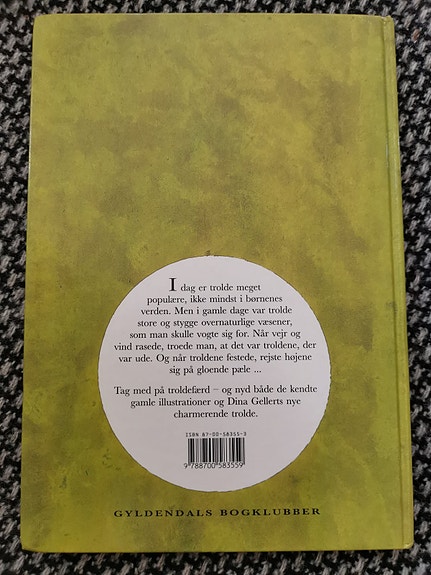 I dag er trolde meget
populære, ikke mindst i børnenes
verden. Men i gamle dage var trolde
store og stygge overnaturlige væsener,
som man skulle vogte sig for. Når vejr og
vind rasede, troede man, at det var troldene, der
var ude. Og når troldene festede, rejste højene
sig på gloende pæle ...
Tag med på troldefærd – og nyd både de kendte
gamle illustrationer og Dina Gellerts nye
charmerende trolde.
ISBN 87-00-58355-3
9 788700 583559
GYLDENDALS BOGKLUBBER